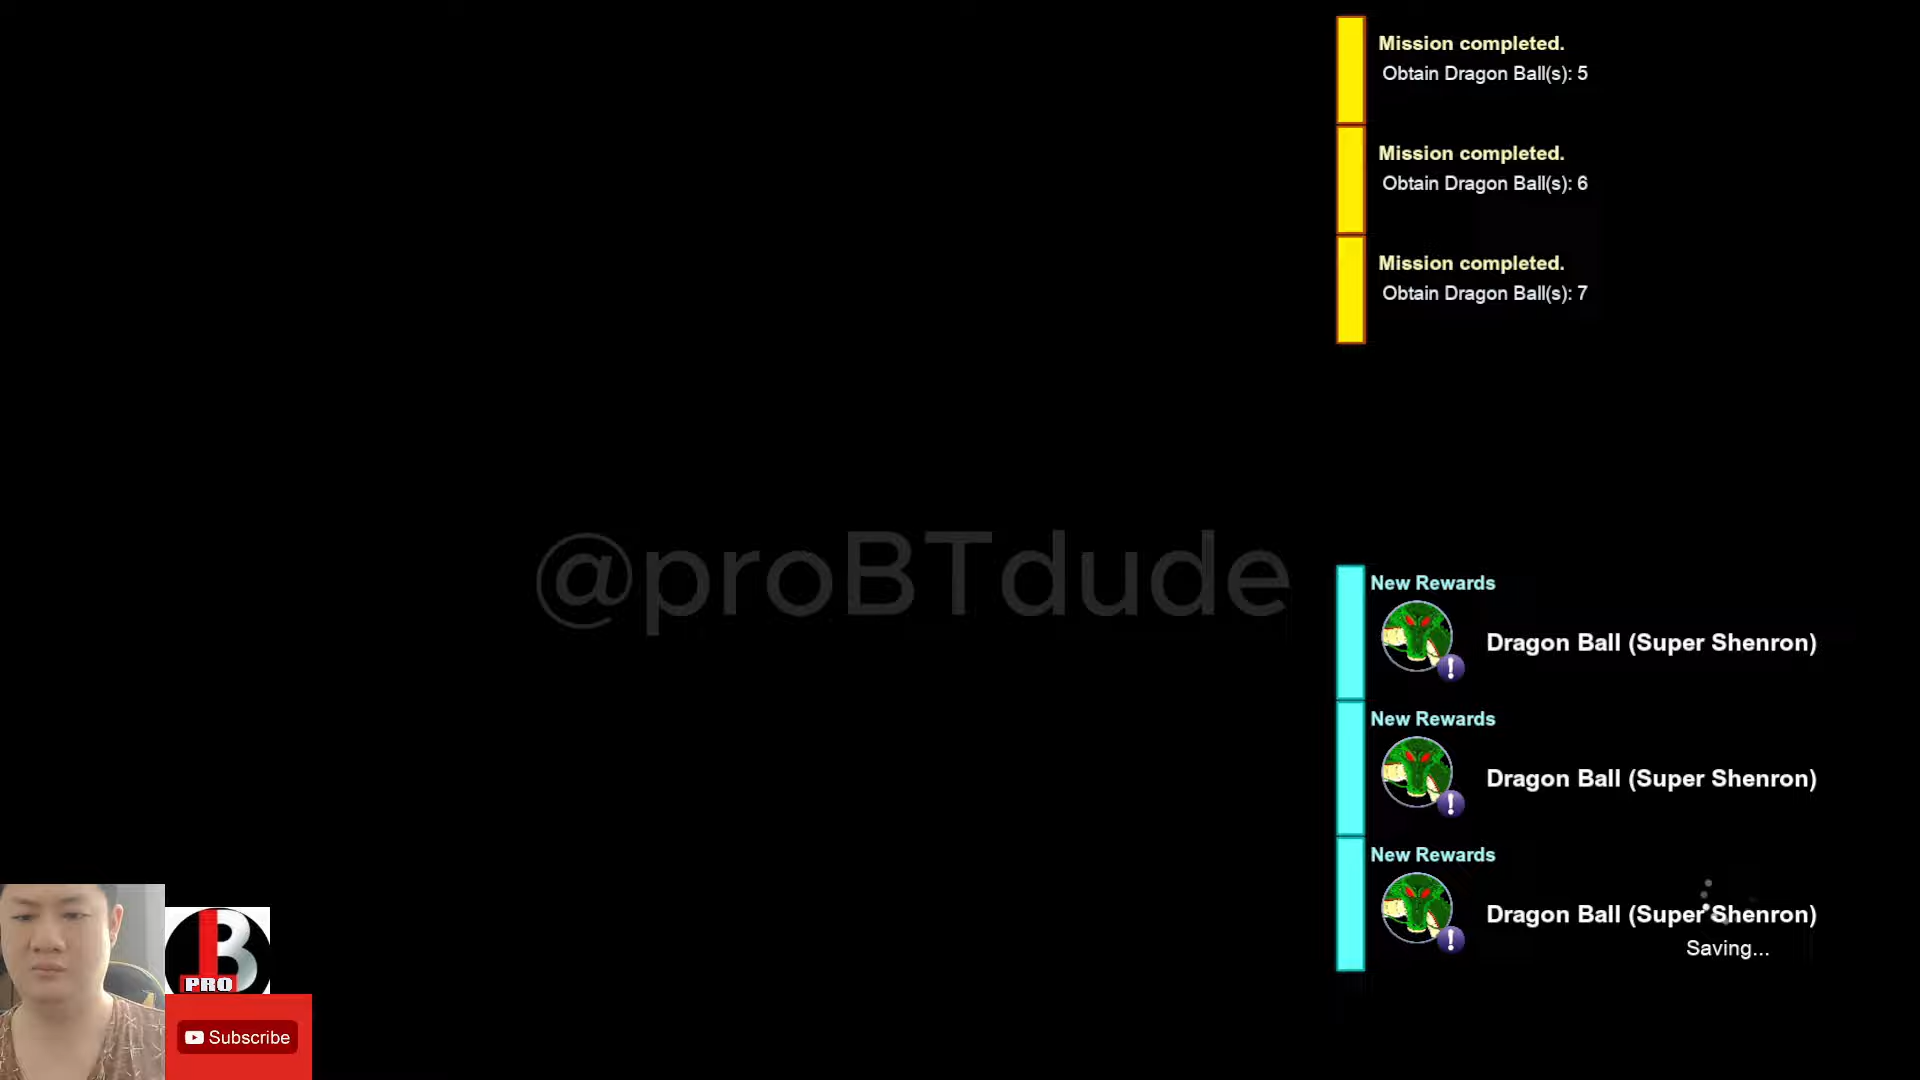 Mission completed.
Obtain Dragon Ball(s): 5
Mission completed.
Obtain Dragon Ball(s): 6
Mission completed.
Obtain Dragon Ball(s): 7
@proBTdude
New Rewards
Dragon Ball (Super Shenron)
New Rewards
Dragon Ball (Super Shenron)
New Rewards
Dragon Ball (Super Shenron)
Saving...
B
PRO
Subscribe